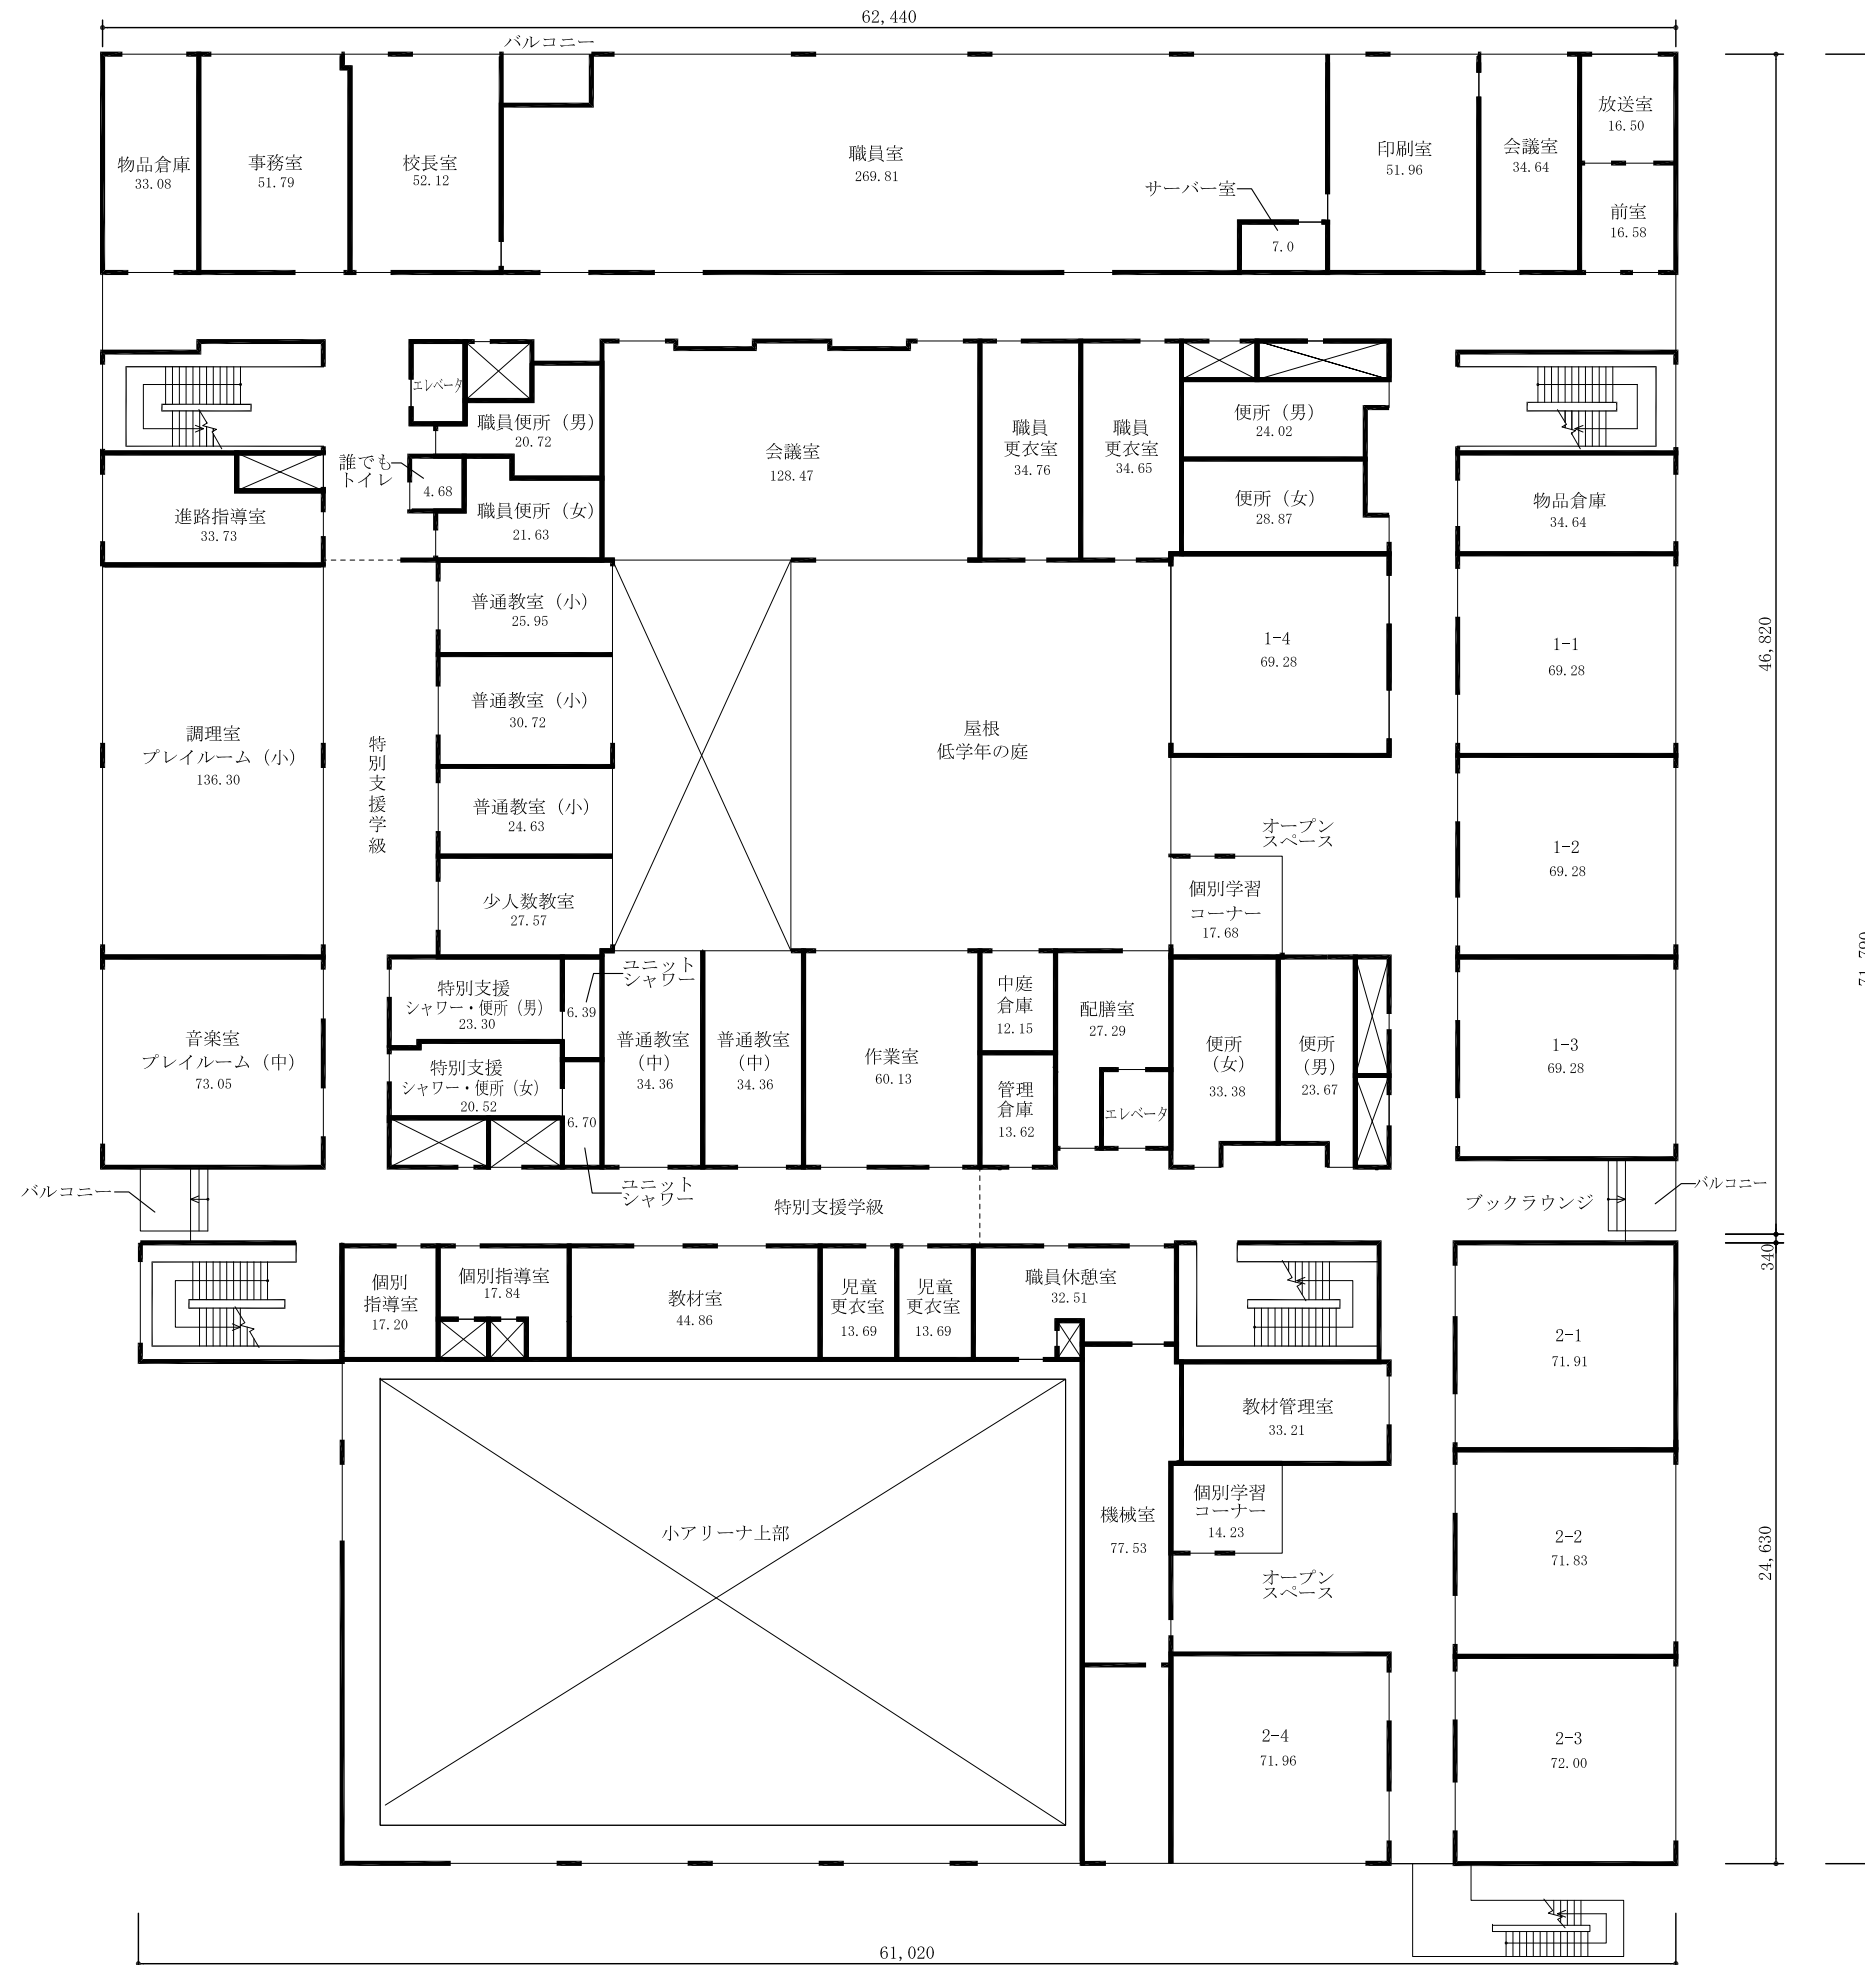 62,440
バルコニー
物品倉庫
33.08
事務室
51.79
校長室
52.12
職員室
269.81
サーバー室
7.0
印刷室
51.96
会議室
34.64
放送室
16.50
前室
16.58
エレベータ
職員便所（男）
20.72
誰でも
トイレ
4.68
職員便所（女）
21.63
会議室
128.47
職員
更衣室
34.76
職員
更衣室
34.65
便所（男）
24.02
便所（女）
28.87
物品倉庫
34.64
進路指導室
33.73
普通教室（小）
25.95
普通教室（小）
30.72
普通教室（小）
24.63
少人数教室
27.57
調理室
プレイルーム（小）
136.30
特別支援学級
屋根
低学年の庭
1-4
69.28
1-1
69.28
46,820
オープン
スペース
1-2
69.28
個別学習
コーナー
17.68
音楽室
プレイルーム（中）
73.05
特別支援
シャワー・便所（男）
23.30
特別支援
シャワー・便所（女）
20.52
ユニット
シャワー
6.39
6.70
普通教室
（中）
34.36
普通教室
（中）
34.36
作業室
60.13
中庭
倉庫
12.15
管理
倉庫
13.62
配膳室
27.29
エレベータ
便所
（女）
33.38
便所
（男）
23.67
1-3
69.28
バルコニー
ユニット
シャワー
特別支援学級
ブックラウンジ
バルコニー
340
個別
指導室
17.20
個別指導室
17.84
教材室
44.86
児童
更衣室
13.69
児童
更衣室
13.69
職員休憩室
32.51
2-1
71.91
教材管理室
33.21
個別学習
コーナー
14.23
機械室
77.53
小アリーナ上部
オープン
スペース
2-2
71.83
24,630
2-4
71.96
2-3
72.00
61,020